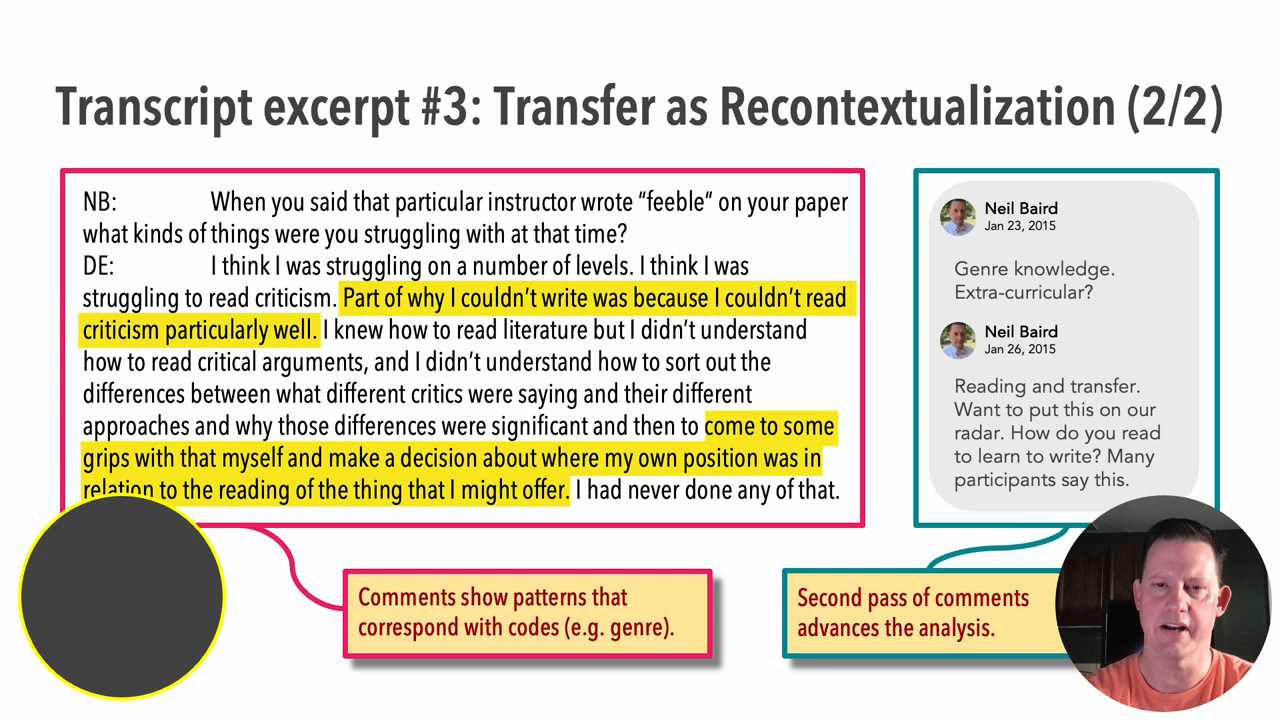 Transcript excerpt #3: Transfer as Recontextualization (2/2)
NB: When you said that particular instructor wrote “feeble” on your paper
what kinds of things were you struggling with at that time?
DE: I think I was struggling on a number of levels. I think I was
struggling to read criticism. Part of why I couldn’t write was because I couldn’t read
criticism particularly well. I knew how to read literature but I didn’t understand
how to read critical arguments, and I didn’t understand how to sort out the
differences between what different critics were saying and their different
approaches and why those differences were significant and then to come to some
grips with that myself and make a decision about where my own position was in
relation to the reading of the thing that I might offer. I had never done any of that.
Neil Baird
Jan 23, 2015
Genre knowledge.
Extra-curricular?
Neil Baird
Jan 26, 2015
Reading and transfer.
Want to put this on our
radar. How do you read
to learn to write? Many
participants say this.
Comments show patterns that
correspond with codes (e.g. genre).
Second pass of comments
advances the analysis.